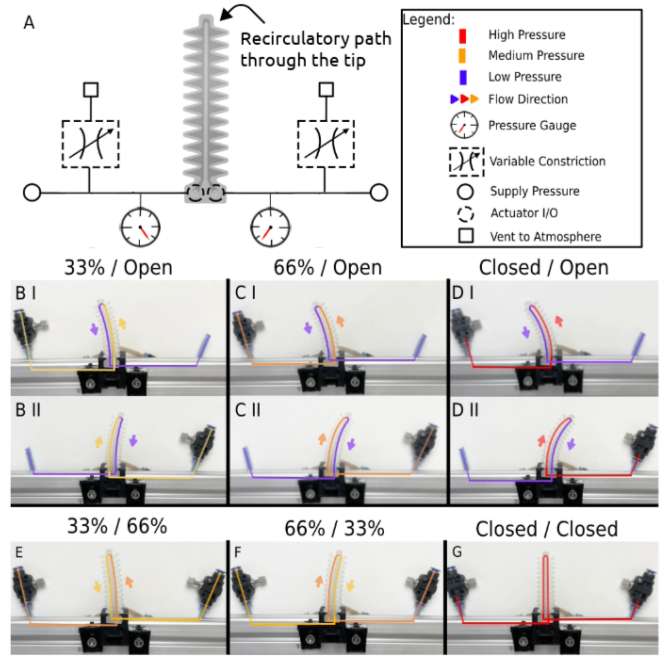 A
Recirculatory path
through the tip
Legend:
High Pressure
Medium Pressure
Low Pressure
Flow Direction
Pressure Gauge
Variable Constriction
Supply Pressure
Actuator I/O
Vent to Atmosphere
33% / Open
66% / Open
Closed / Open
B I
C I
D I
B II
C II
D II
33% / 66%
66% / 33%
Closed / Closed
E
F
G